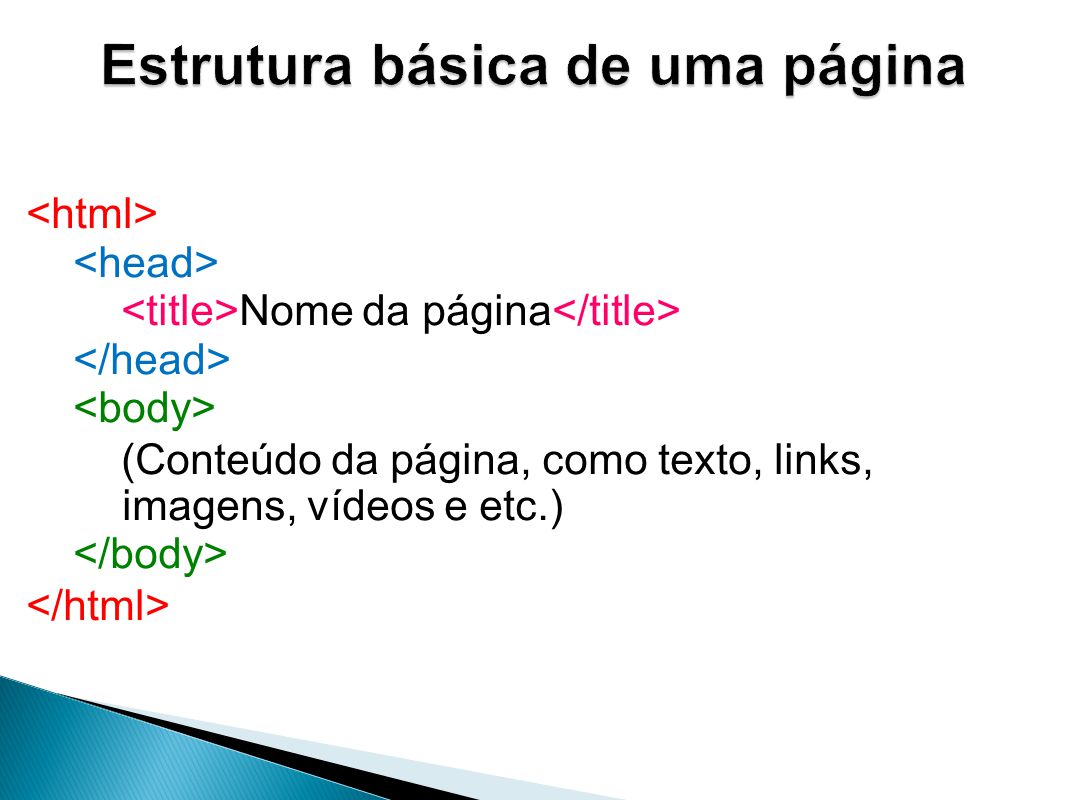 Estrutura básica de uma página
<html>
<head>
<title>Nome da página</title>
</head>
<body>
(Conteúdo da página, como texto, links,
imagens, vídeos e etc.)
</body>
</html>